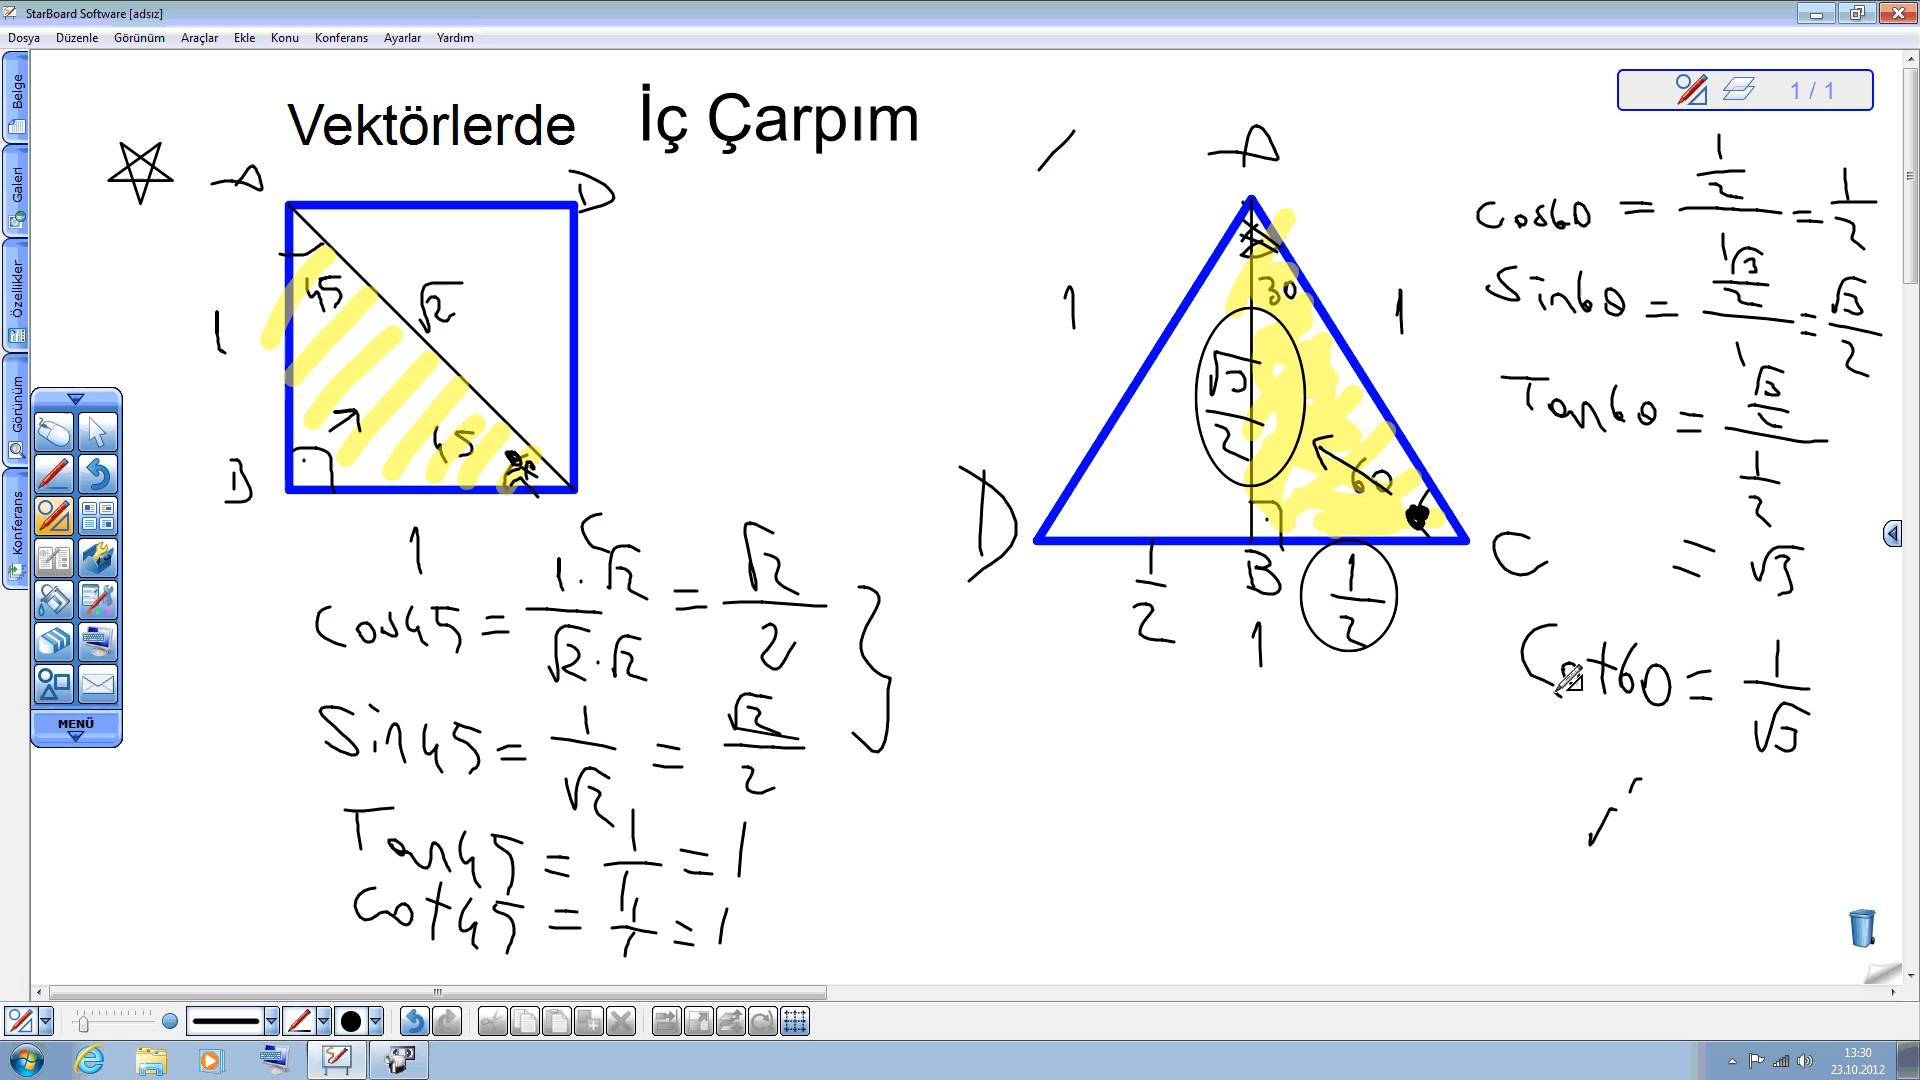 StarBoard Software [adsız]
Dosya Düzenle Görünüm Araçlar Ekle Konu Konferans Ayarlar Yardım
Belge
Galeri
Özellikler
Görünüm
Konferans
MENÜ
1 / 1
Vektörlerde İç Çarpım
A D
45 √2
1
45
B
1 C
A
30
1 1
√3/2
60
D C
1/2 B 1/2
1
Cos45 = 1.√2/√2.√2 = √2/2
Sin45 = 1/√2 = √2/2
Tan45 = 1/1 = 1
Cot45 = 1/1 = 1
Cos60 = 1/2/1 = 1/2
Sin60 = √3/2/1 = √3/2
Tan60 = √3/2/1/2
= √3
Cot60 = 1/√3
13:30
23.10.2012